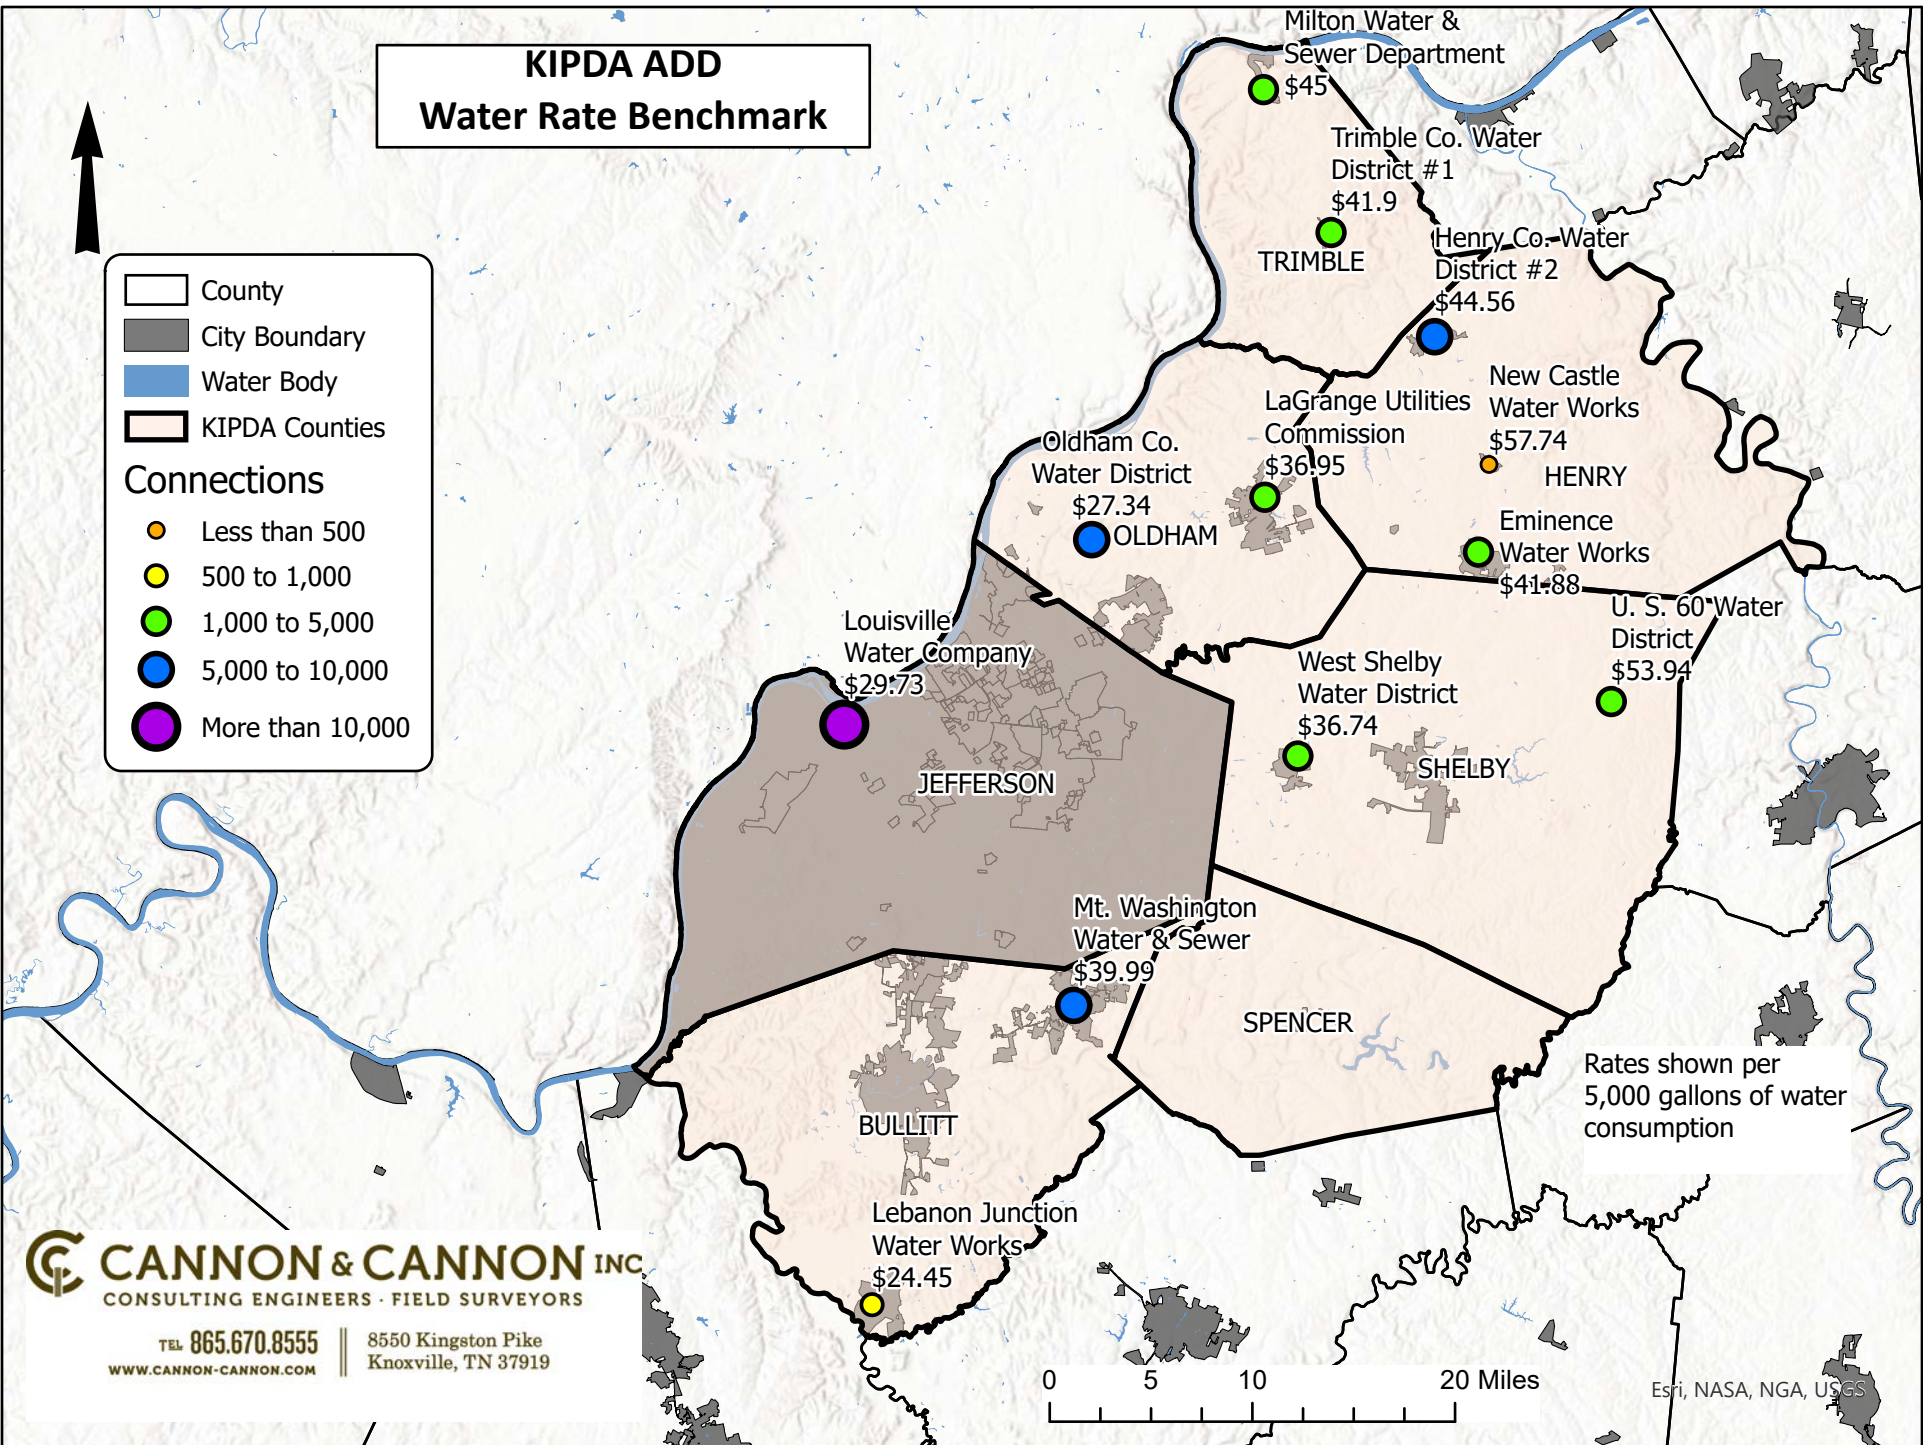 KIPDA ADD
Water Rate Benchmark
County
City Boundary
Water Body
KIPDA Counties
Connections
Less than 500
500 to 1,000
1,000 to 5,000
5,000 to 10,000
More than 10,000
Milton Water &
Sewer Department
$45
Trimble Co. Water
District #1
$41.9
TRIMBLE
Henry Co. Water
District #2
$44.56
New Castle
Water Works
$57.74
HENRY
LaGrange Utilities
Commission
$36.95
Oldham Co.
Water District
$27.34
OLDHAM
Eminence
Water Works
$41.88
U. S. 60 Water
District
$53.94
Louisville
Water Company
$29.73
West Shelby
Water District
$36.74
SHELBY
JEFFERSON
Mt. Washington
Water & Sewer
$39.99
SPENCER
BULLITT
Rates shown per
5,000 gallons of water
consumption
Lebanon Junction
Water Works
$24.45
CANNON & CANNON INC
CONSULTING ENGINEERS · FIELD SURVEYORS
TEL 865.670.8555
WWW.CANNON-CANNON.COM
8550 Kingston Pike
Knoxville, TN 37919
0 5 10 20 Miles
Esri, NASA, NGA, USGS